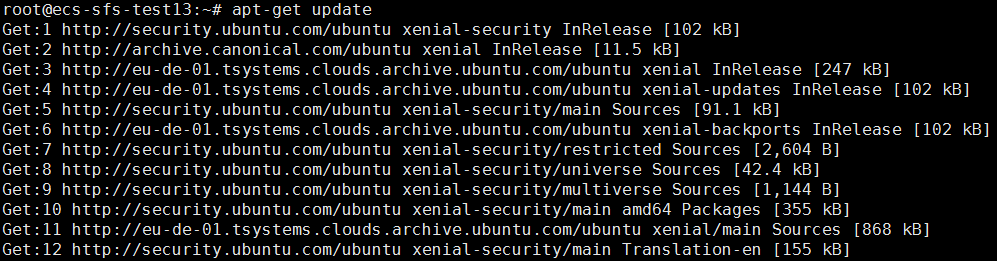 root@ecs-sfs-test13:~# apt-get update
Get:1 http://security.ubuntu.com/ubuntu xenial-security InRelease [102 kB]
Get:2 http://archive.canonical.com/ubuntu xenial InRelease [11.5 kB]
Get:3 http://eu-de-01.tsystems.clouds.archive.ubuntu.com/ubuntu xenial InRelease [247 kB]
Get:4 http://eu-de-01.tsystems.clouds.archive.ubuntu.com/ubuntu xenial-updates InRelease [102 kB]
Get:5 http://security.ubuntu.com/ubuntu xenial-security/main Sources [91.1 kB]
Get:6 http://eu-de-01.tsystems.clouds.archive.ubuntu.com/ubuntu xenial-backports InRelease [102 kB]
Get:7 http://security.ubuntu.com/ubuntu xenial-security/restricted Sources [2,604 B]
Get:8 http://security.ubuntu.com/ubuntu xenial-security/universe Sources [42.4 kB]
Get:9 http://security.ubuntu.com/ubuntu xenial-security/multiverse Sources [1,144 B]
Get:10 http://security.ubuntu.com/ubuntu xenial-security/main amd64 Packages [355 kB]
Get:11 http://eu-de-01.tsystems.clouds.archive.ubuntu.com/ubuntu xenial/main Sources [868 kB]
Get:12 http://security.ubuntu.com/ubuntu xenial-security/main Translation-en [155 kB]